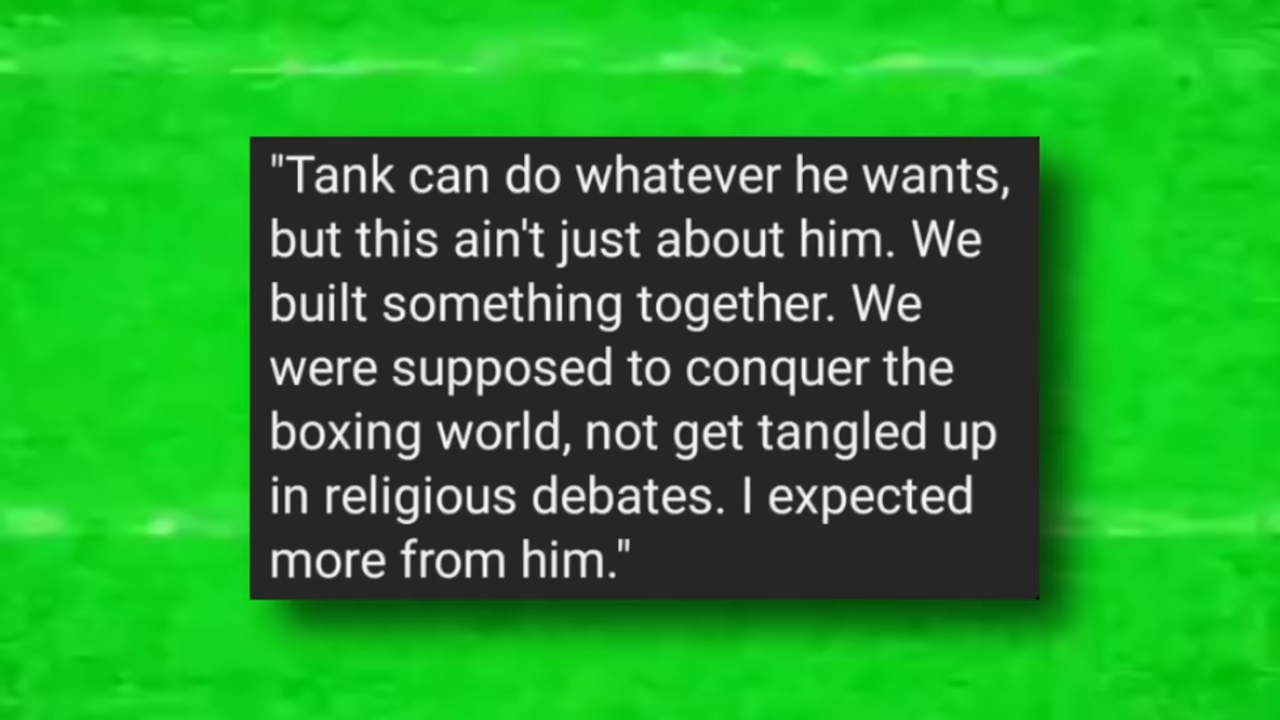 "Tank can do whatever he wants,
but this ain't just about him. We
built something together. We
were supposed to conquer the
boxing world, not get tangled up
in religious debates. I expected
more from him."